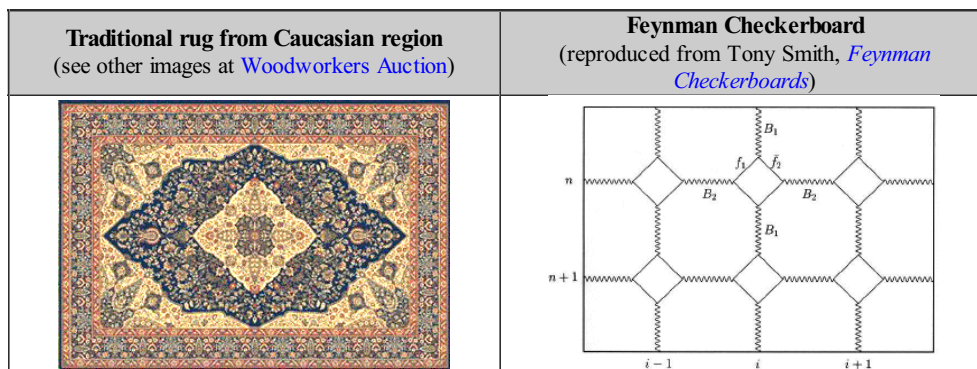 Traditional rug from Caucasian region
(see other images at Woodworkers Auction)
Feynman Checkerboard
(reproduced from Tony Smith, Feynman
Checkerboards)
B₁
f₁ f̄₂
n
B₂ B₂
B₁
n + 1
i − 1 i i + 1